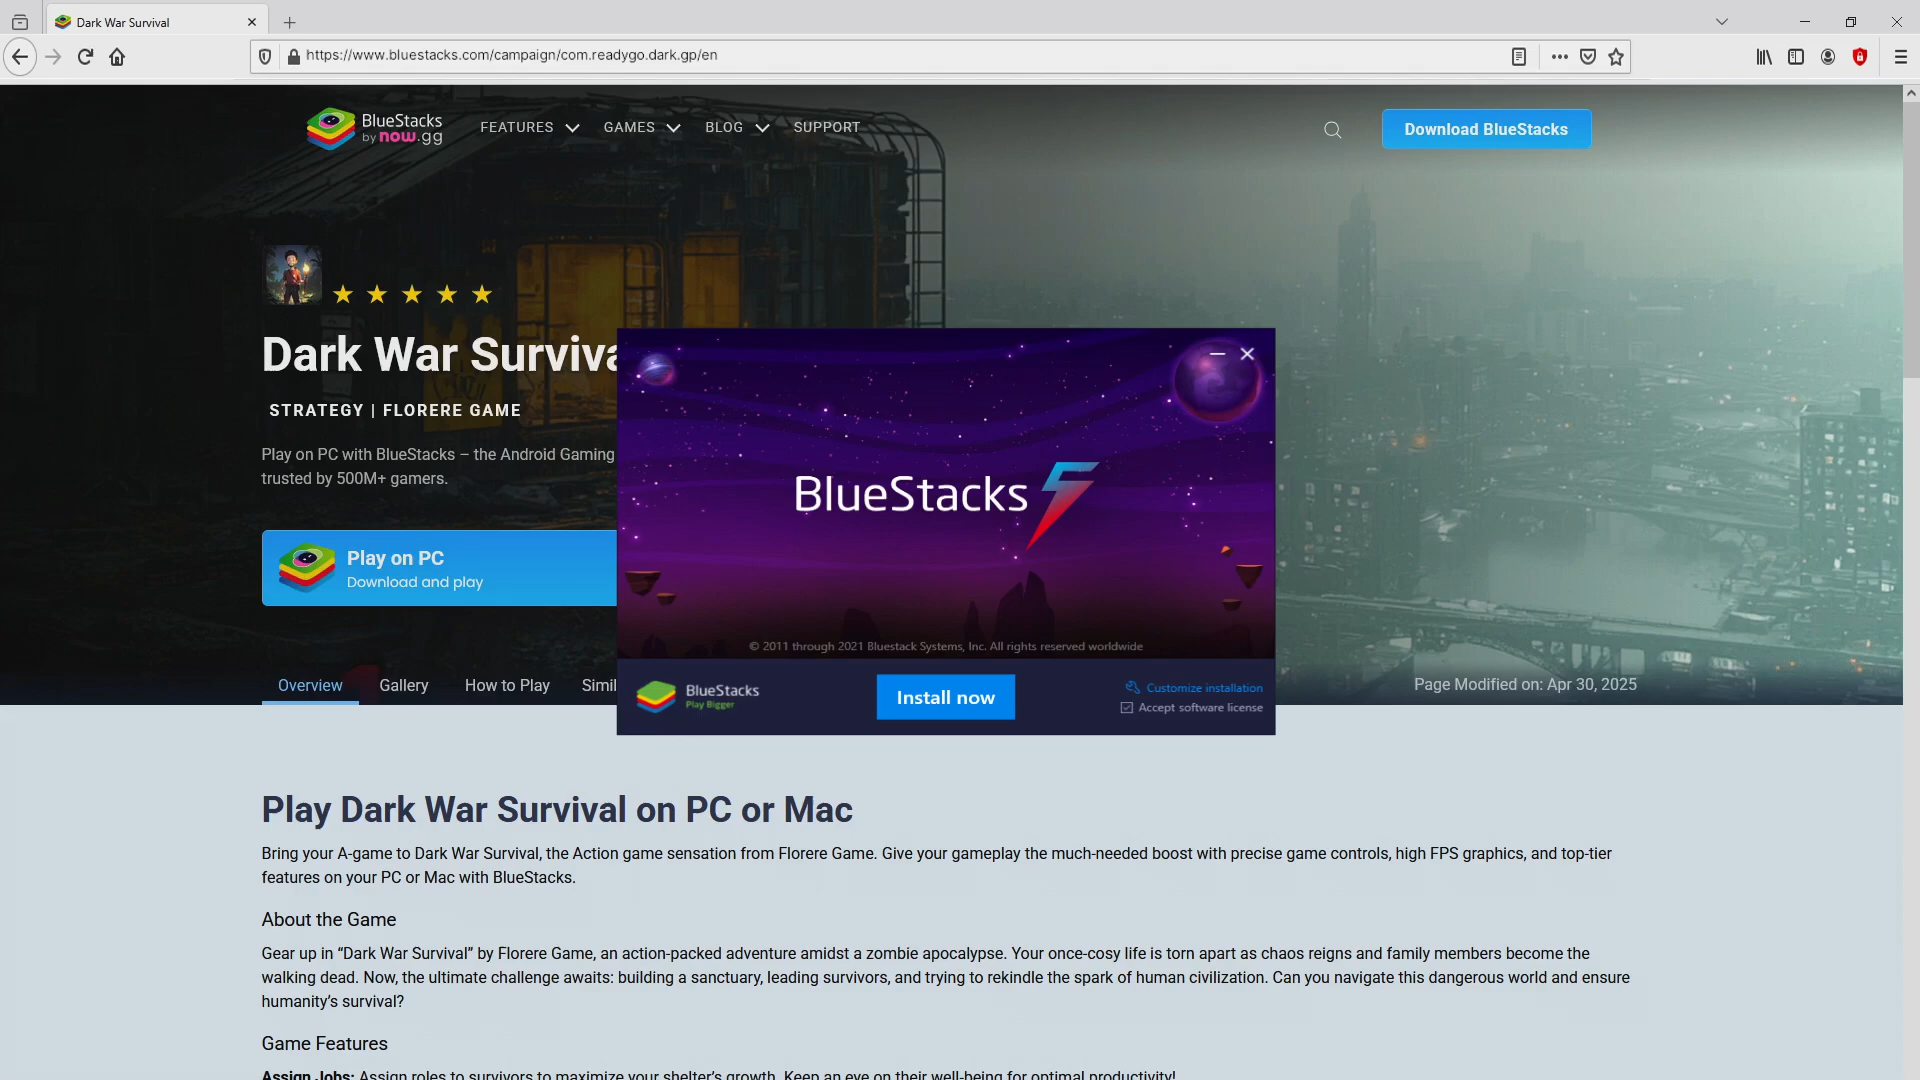 Dark War Survival
https://www.bluestacks.com/campaign/com.readygo.dark.gp/en
BlueStacks
by now.gg
FEATURES
GAMES
BLOG
SUPPORT
Download BlueStacks
Dark War Surviva
STRATEGY | FLORERE GAME
Play on PC with BlueStacks – the Android Gaming
trusted by 500M+ gamers.
Play on PC
Download and play
BlueStacks 5
© 2011 through 2021 Bluestack Systems, Inc. All rights reserved worldwide
BlueStacks
Play Bigger
Install now
Customize installation
Accept software license
Overview
Gallery
How to Play
Simil
Page Modified on: Apr 30, 2025
Play Dark War Survival on PC or Mac
Bring your A-game to Dark War Survival, the Action game sensation from Florere Game. Give your gameplay the much-needed boost with precise game controls, high FPS graphics, and top-tier
features on your PC or Mac with BlueStacks.
About the Game
Gear up in “Dark War Survival” by Florere Game, an action-packed adventure amidst a zombie apocalypse. Your once-cosy life is torn apart as chaos reigns and family members become the
walking dead. Now, the ultimate challenge awaits: building a sanctuary, leading survivors, and trying to rekindle the spark of human civilization. Can you navigate this dangerous world and ensure
humanity’s survival?
Game Features
Assign Jobs: Assign roles to survivors to maximize your shelter’s growth. Keep an eye on their well-being for optimal productivity!